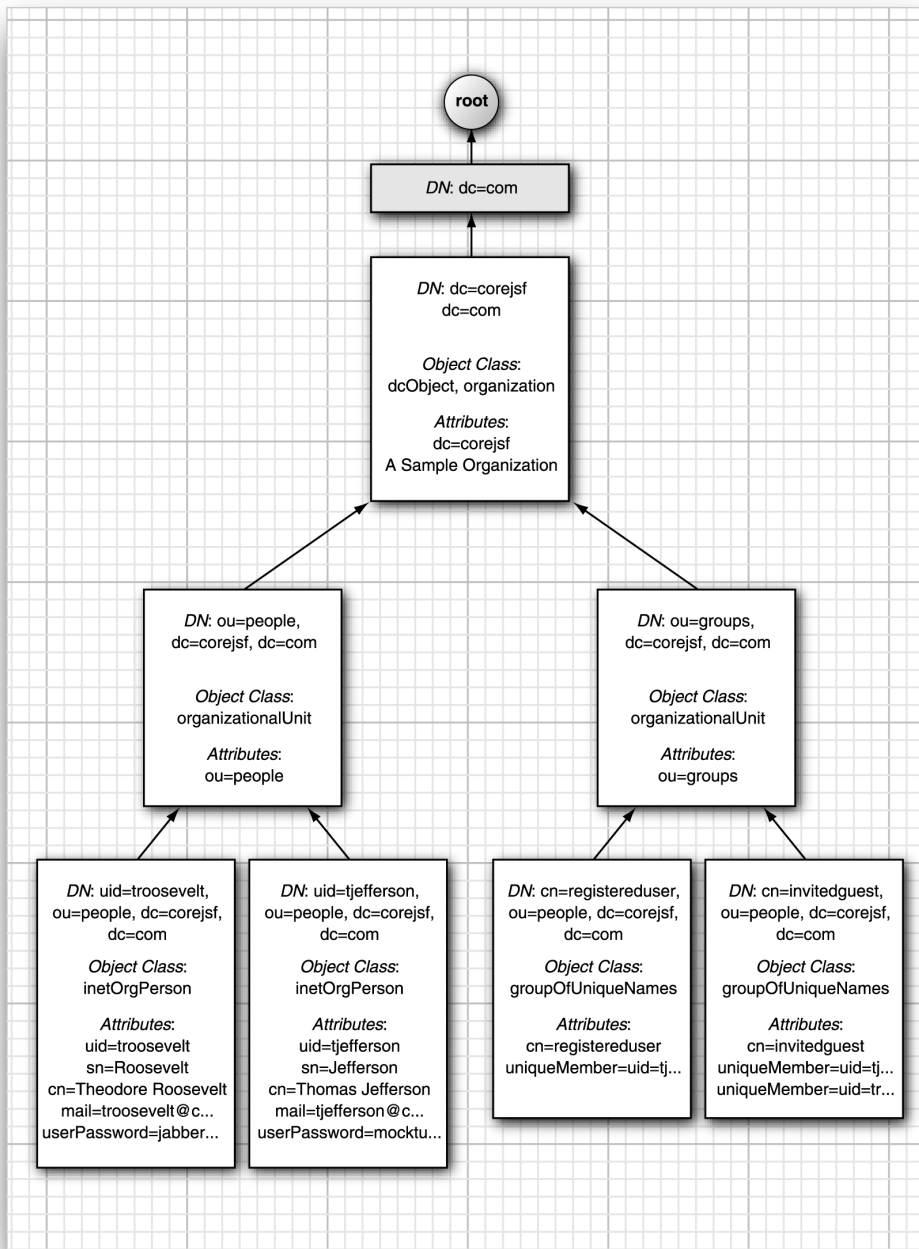 root
DN: dc=com
DN: dc=corejsf
dc=com
Object Class:
dcObject, organization
Attributes:
dc=corejsf
A Sample Organization
DN: ou=people,
dc=corejsf, dc=com
Object Class:
organizationalUnit
Attributes:
ou=people
DN: ou=groups,
dc=corejsf, dc=com
Object Class:
organizationalUnit
Attributes:
ou=groups
DN: uid=troosevelt,
ou=people, dc=corejsf,
dc=com
Object Class:
inetOrgPerson
Attributes:
uid=troosevelt
sn=Roosevelt
cn=Theodore Roosevelt
mail=troosevelt@c...
userPassword=jabber...
DN: uid=tjefferson,
ou=people, dc=corejsf,
dc=com
Object Class:
inetOrgPerson
Attributes:
uid=tjefferson
sn=Jefferson
cn=Thomas Jefferson
mail=tjefferson@c...
userPassword=mocktu...
DN: cn=registereduser,
ou=people, dc=corejsf,
dc=com
Object Class:
groupOfUniqueNames
Attributes:
cn=registereduser
uniqueMember=uid=tj...
DN: cn=invitedguest,
ou=people, dc=corejsf,
dc=com
Object Class:
groupOfUniqueNames
Attributes:
cn=invitedguest
uniqueMember=uid=tj...
uniqueMember=uid=tr...